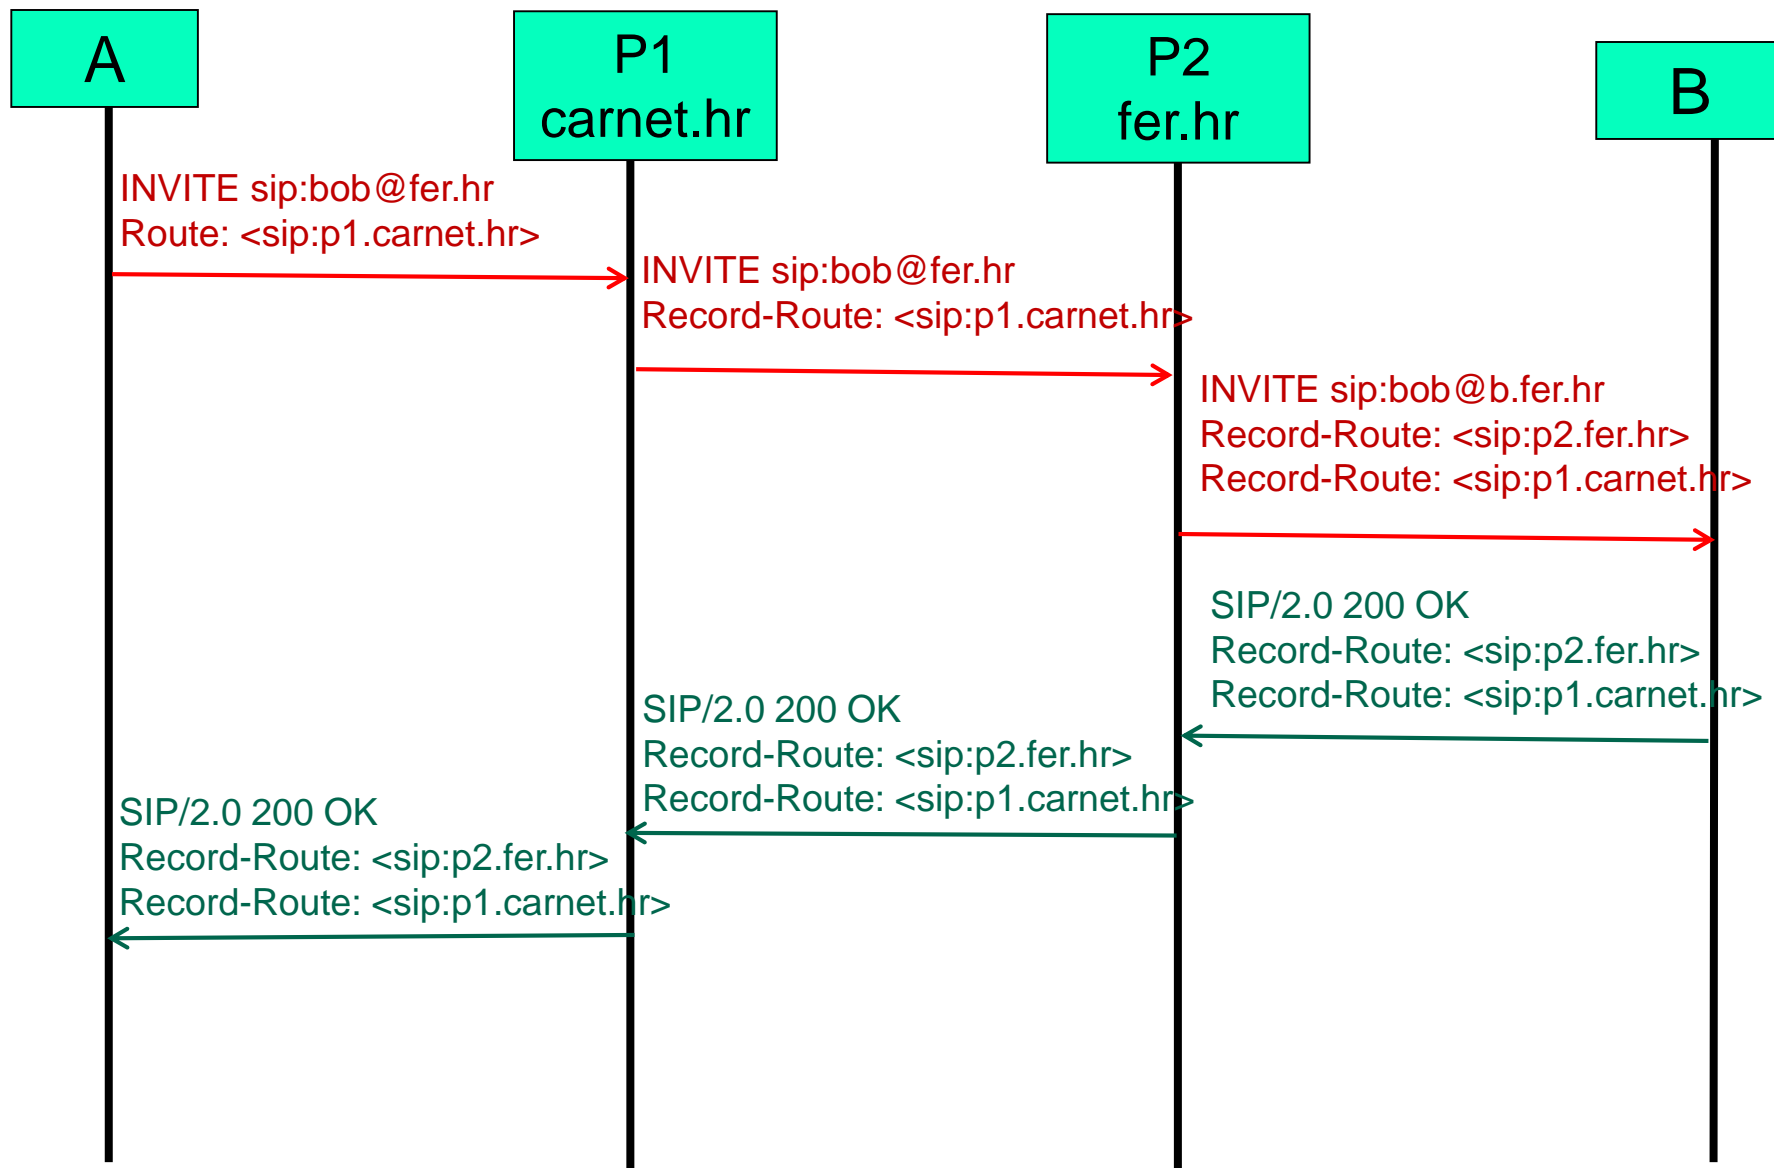 A
P1
carnet.hr
P2
fer.hr
B
INVITE sip:bob@fer.hr
Route: <sip:p1.carnet.hr>
INVITE sip:bob@fer.hr
Record-Route: <sip:p1.carnet.hr>
INVITE sip:bob@b.fer.hr
Record-Route: <sip:p2.fer.hr>
Record-Route: <sip:p1.carnet.hr>
SIP/2.0 200 OK
Record-Route: <sip:p2.fer.hr>
Record-Route: <sip:p1.carnet.hr>
SIP/2.0 200 OK
Record-Route: <sip:p2.fer.hr>
Record-Route: <sip:p1.carnet.hr>
SIP/2.0 200 OK
Record-Route: <sip:p2.fer.hr>
Record-Route: <sip:p1.carnet.hr>